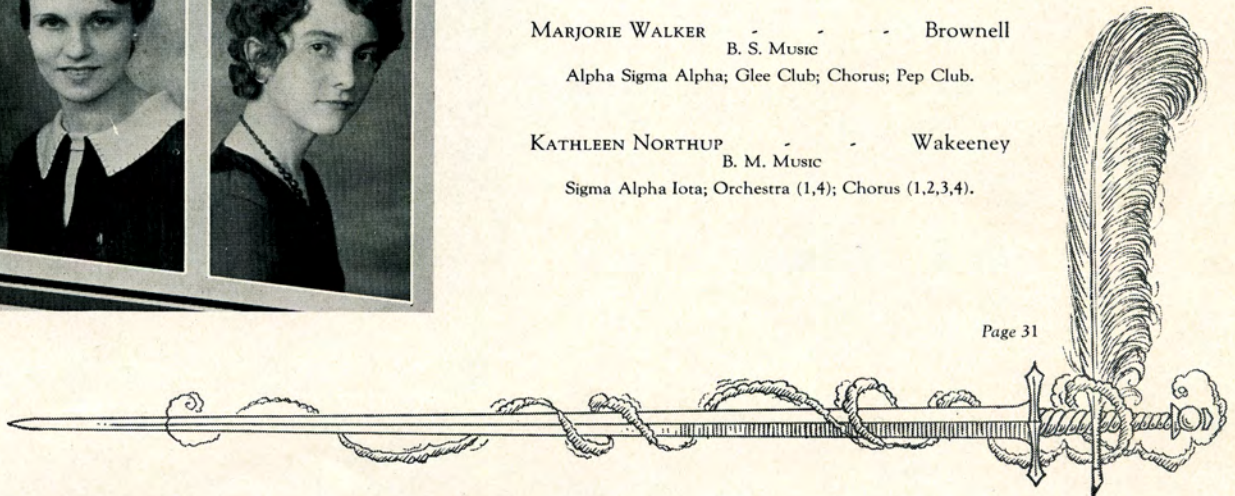 MARJORIE WALKER - - - Brownell
B. S. MUSIC
Alpha Sigma Alpha; Glee Club; Chorus; Pep Club.
KATHLEEN NORTHUP - - Wakeeney
B. M. MUSIC
Sigma Alpha Iota; Orchestra (1,4); Chorus (1,2,3,4).
Page 31